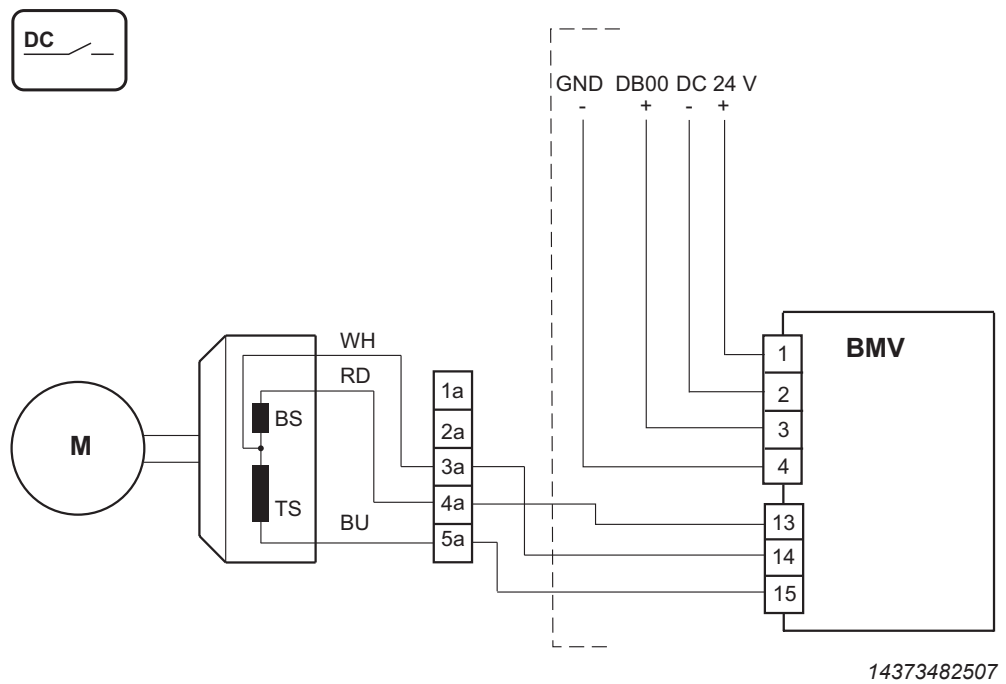 DC
GND DB00 DC 24 V
- + - +
BMV
1
2
3
4
13
14
15
WH
RD
BU
BS
TS
M
1a
2a
3a
4a
5a
14373482507